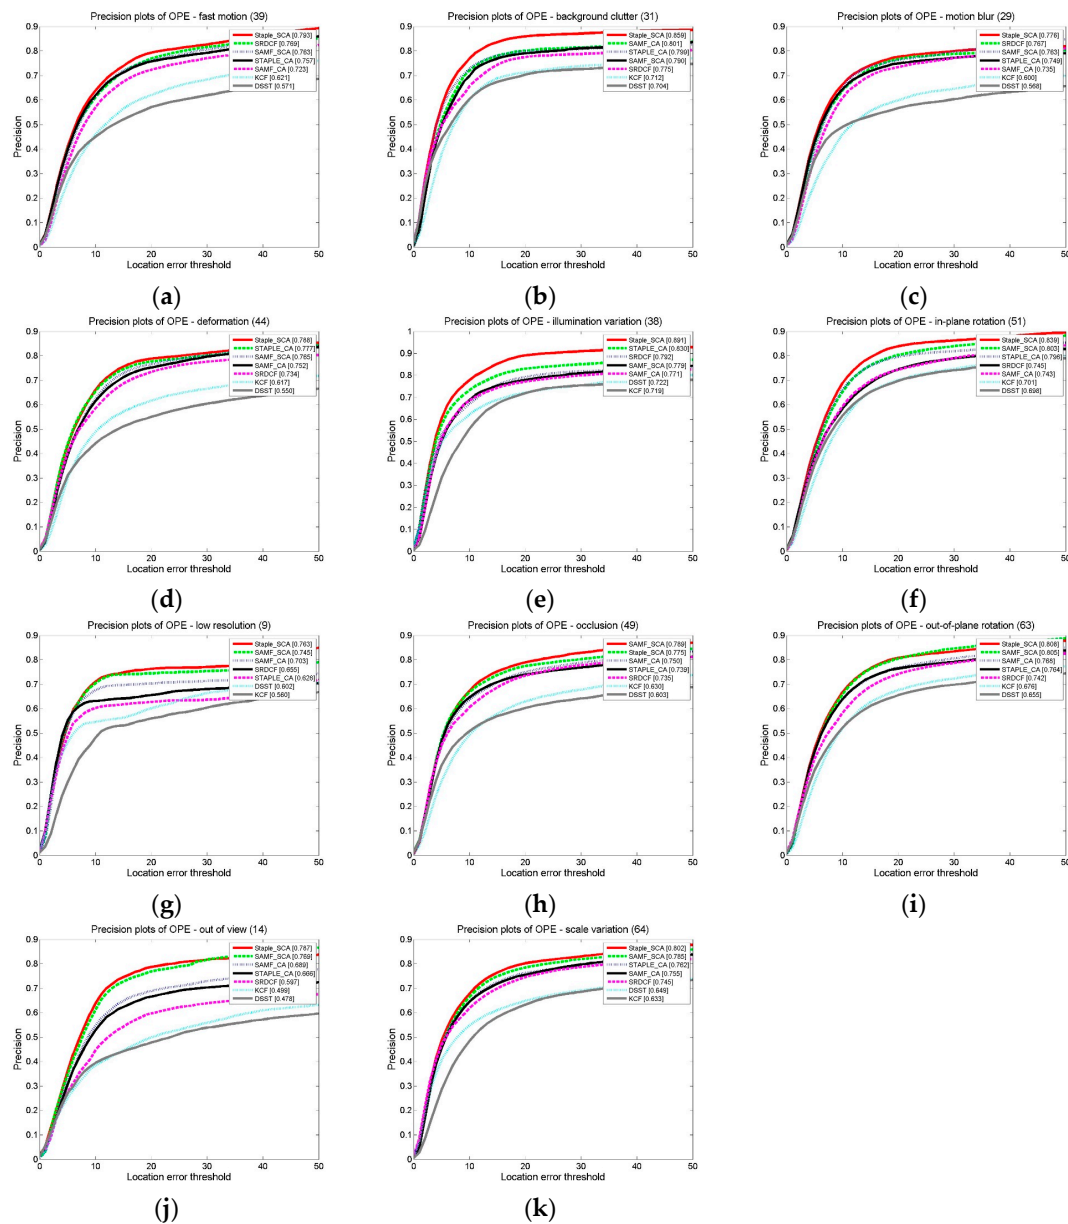 Precision plots of OPE - fast motion (39)
Staple_SCA [0.793]
SRDCF [0.769]
SAMF_SCA [0.763]
STAPLE_CA [0.757]
SAMF_CA [0.723]
KCF [0.621]
DSST [0.571]
Precision
Location error threshold
(a)
Precision plots of OPE - background clutter (31)
Staple_SCA [0.859]
SAMF_CA [0.801]
STAPLE_CA [0.799]
SAMF_SCA [0.790]
SRDCF [0.775]
KCF [0.712]
DSST [0.704]
Precision
Location error threshold
(b)
Precision plots of OPE - motion blur (29)
Staple_SCA [0.776]
SRDCF [0.767]
SAMF_SCA [0.763]
STAPLE_CA [0.749]
SAMF_CA [0.735]
KCF [0.600]
DSST [0.568]
Precision
Location error threshold
(c)
Precision plots of OPE - deformation (44)
Staple_SCA [0.788]
STAPLE_CA [0.777]
SAMF_SCA [0.765]
SAMF_CA [0.752]
SRDCF [0.734]
KCF [0.617]
DSST [0.550]
Precision
Location error threshold
(d)
Precision plots of OPE - illumination variation (38)
Staple_SCA [0.891]
STAPLE_CA [0.830]
SRDCF [0.792]
SAMF_SCA [0.779]
SAMF_CA [0.771]
DSST [0.722]
KCF [0.719]
Precision
Location error threshold
(e)
Precision plots of OPE - in-plane rotation (51)
Staple_SCA [0.839]
SAMF_SCA [0.803]
STAPLE_CA [0.796]
SRDCF [0.745]
SAMF_CA [0.743]
KCF [0.701]
DSST [0.698]
Precision
Location error threshold
(f)
Precision plots of OPE - low resolution (9)
Staple_SCA [0.763]
SAMF_SCA [0.745]
SAMF_CA [0.703]
SRDCF [0.655]
STAPLE_CA [0.626]
DSST [0.602]
KCF [0.560]
Precision
Location error threshold
(g)
Precision plots of OPE - occlusion (49)
SAMF_SCA [0.789]
Staple_SCA [0.775]
SAMF_CA [0.750]
STAPLE_CA [0.739]
SRDCF [0.735]
KCF [0.630]
DSST [0.603]
Precision
Location error threshold
(h)
Precision plots of OPE - out-of-plane rotation (63)
Staple_SCA [0.808]
SAMF_SCA [0.805]
SAMF_CA [0.768]
STAPLE_CA [0.764]
SRDCF [0.742]
KCF [0.676]
DSST [0.655]
Precision
Location error threshold
(i)
Precision plots of OPE - out of view (14)
Staple_SCA [0.787]
SAMF_SCA [0.769]
SAMF_CA [0.689]
STAPLE_CA [0.666]
SRDCF [0.597]
KCF [0.499]
DSST [0.478]
Precision
Location error threshold
(j)
Precision plots of OPE - scale variation (64)
Staple_SCA [0.802]
SAMF_SCA [0.785]
STAPLE_CA [0.762]
SAMF_CA [0.755]
SRDCF [0.745]
DSST [0.649]
KCF [0.633]
Precision
Location error threshold
(k)